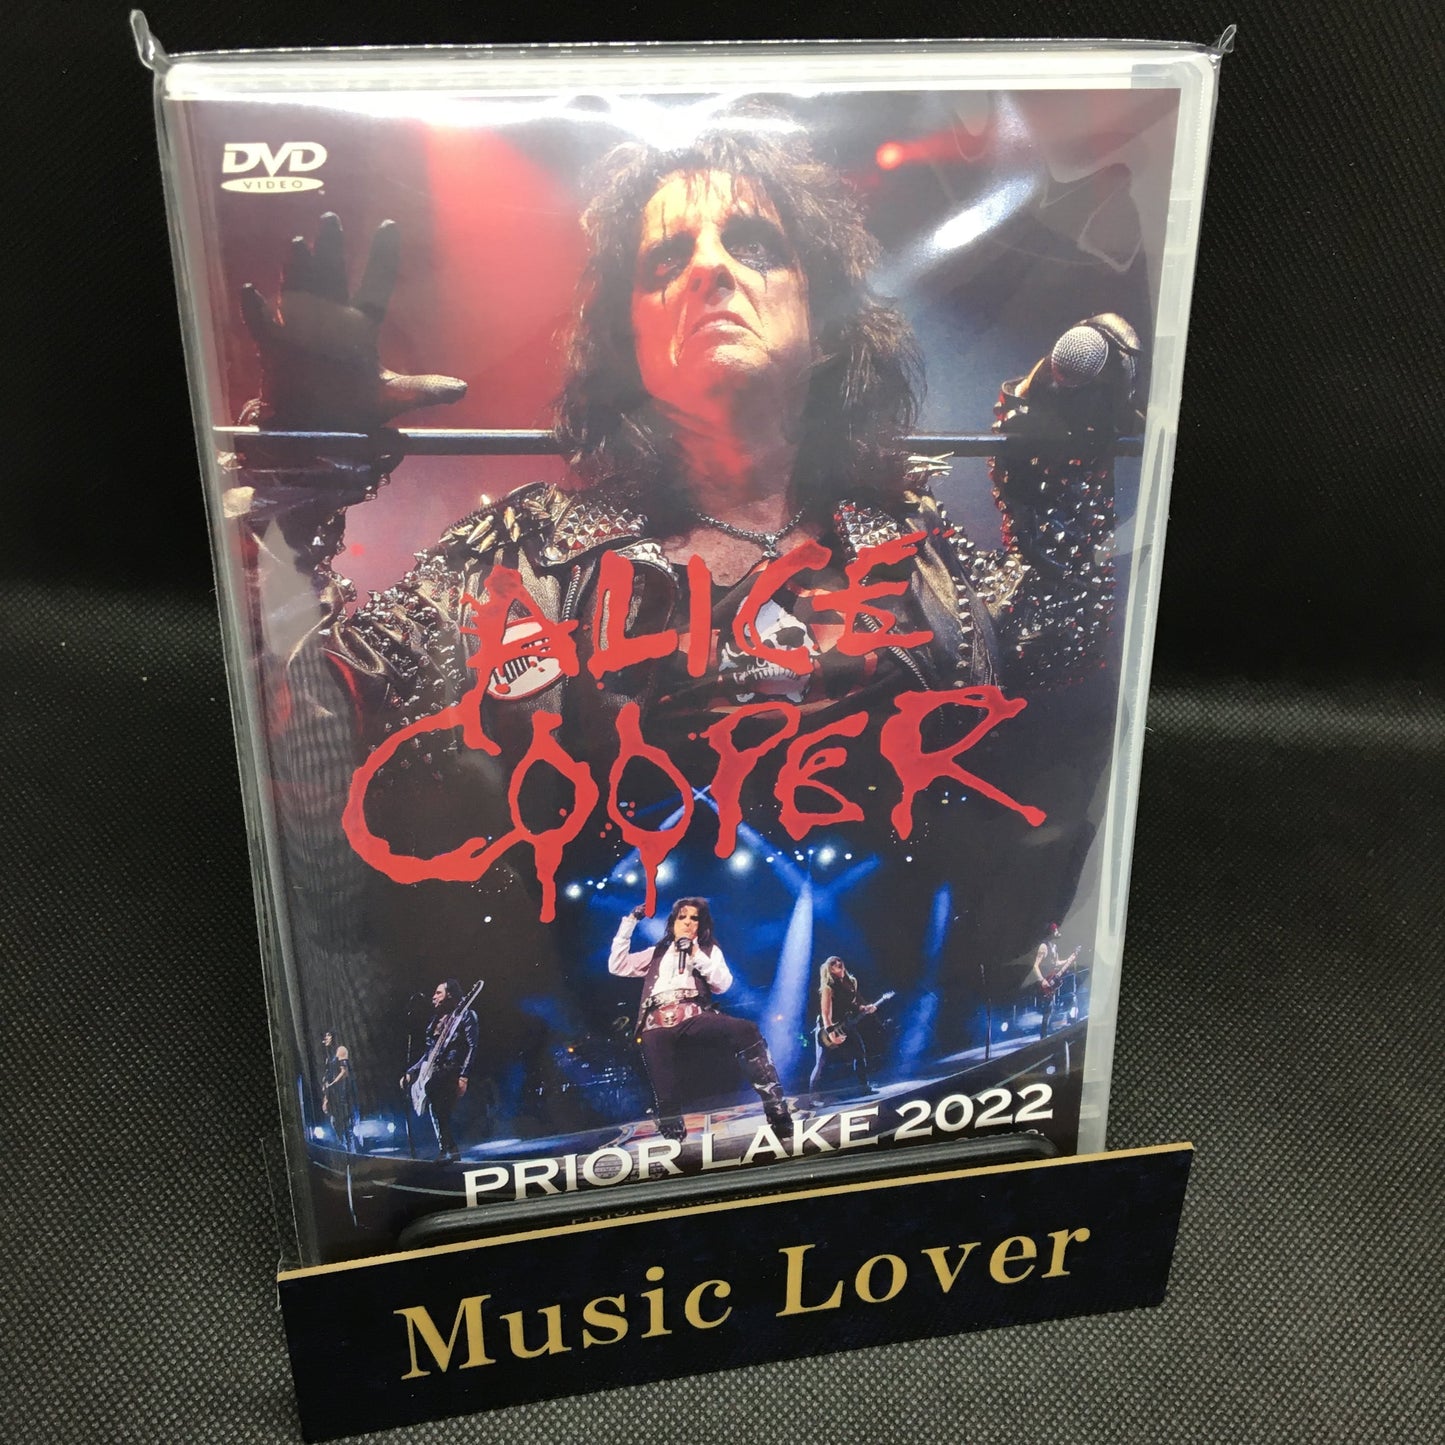 DVD
VIDEO
ALICE
COOPER
PRIOR LAKE 2022
Music Lover